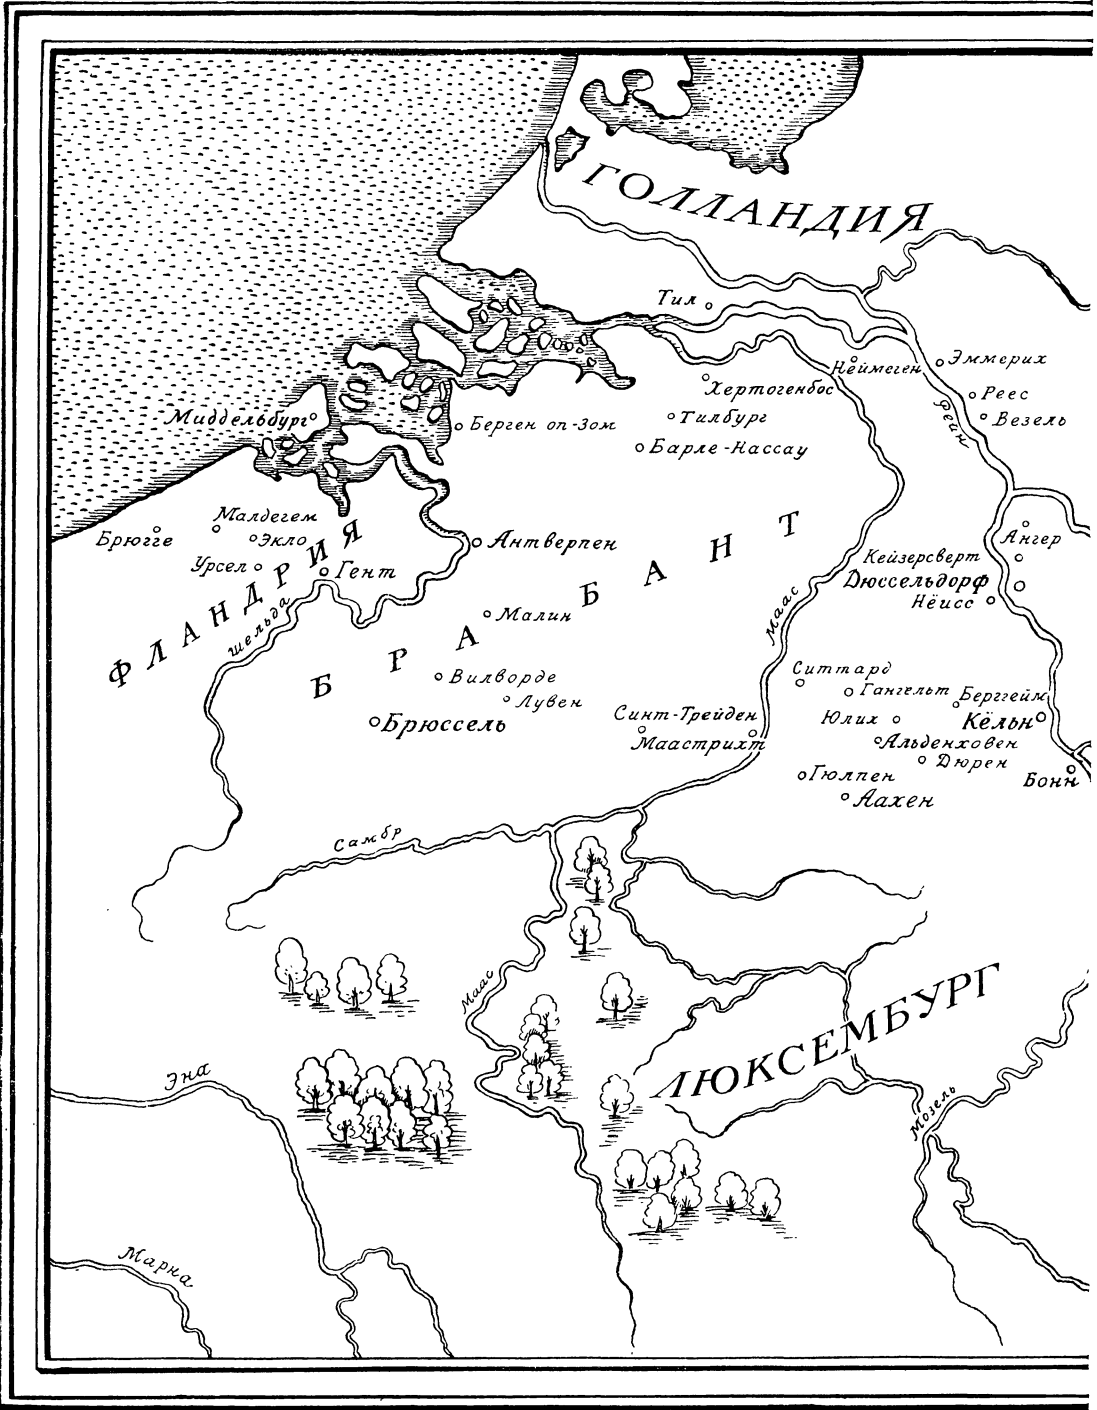 ГОЛЛАНДИЯ
Тил
Неймеген
Эммерих
Хертогенбос
Реес
Миддельбург
Берген оп-Зом
Тилбург
Рейн
Везель
Барле-Нассау
Малдегем
Брюгге
Экло
Антверпен
Ангер
Урсел
Гент
Кейзерсверт
Дюссельдорф
Нёисс
ФЛАНДРИЯ
Шельда
Малин
Маас
БРАБАНТ
Вилворде
Лувен
Брюссель
Ситтард
Гангельт
Берггейм
Синт-Трейден
Юлих
Кёльн
Маастрихт
Альденховен
Дюрен
Гюлпен
Бонн
Аахен
Самбр
Маас
ЛЮКСЕМБУРГ
Эна
Мозель
Марна